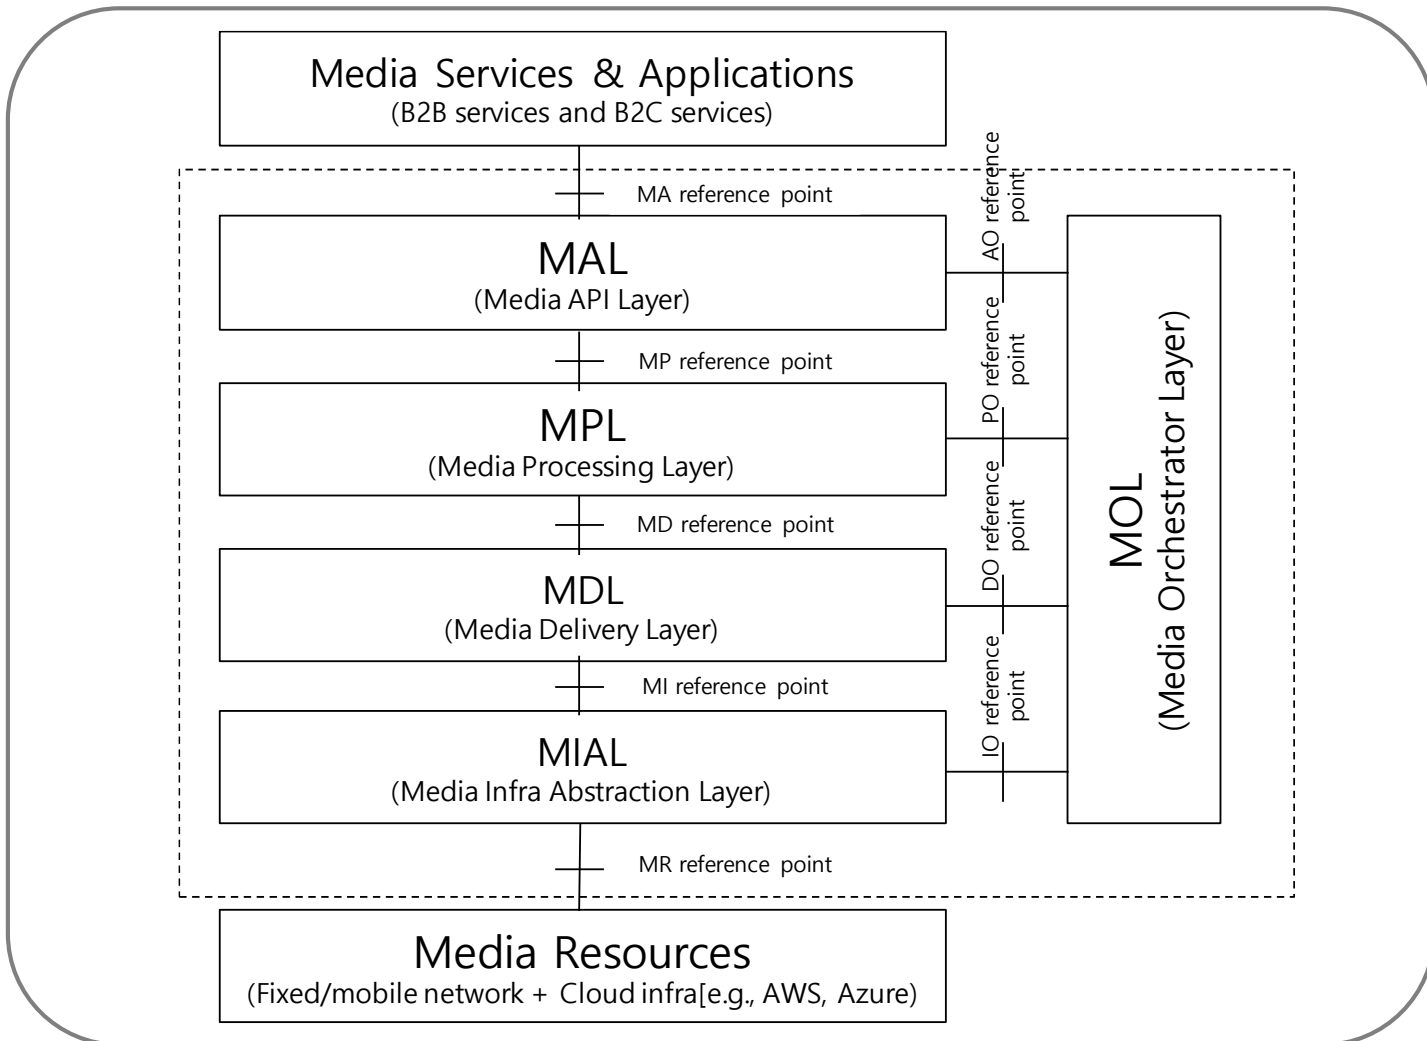 Media Services & Applications
(B2B services and B2C services)
MA reference point
AO reference
point
MAL
(Media API Layer)
MP reference point
PO reference
point
MPL
(Media Processing Layer)
MD reference point
DO reference
point
MDL
(Media Delivery Layer)
MI reference point
IO reference
point
MIAL
(Media Infra Abstraction Layer)
MOL
(Media Orchestrator Layer)
MR reference point
Media Resources
(Fixed/mobile network + Cloud infra[e.g., AWS, Azure)